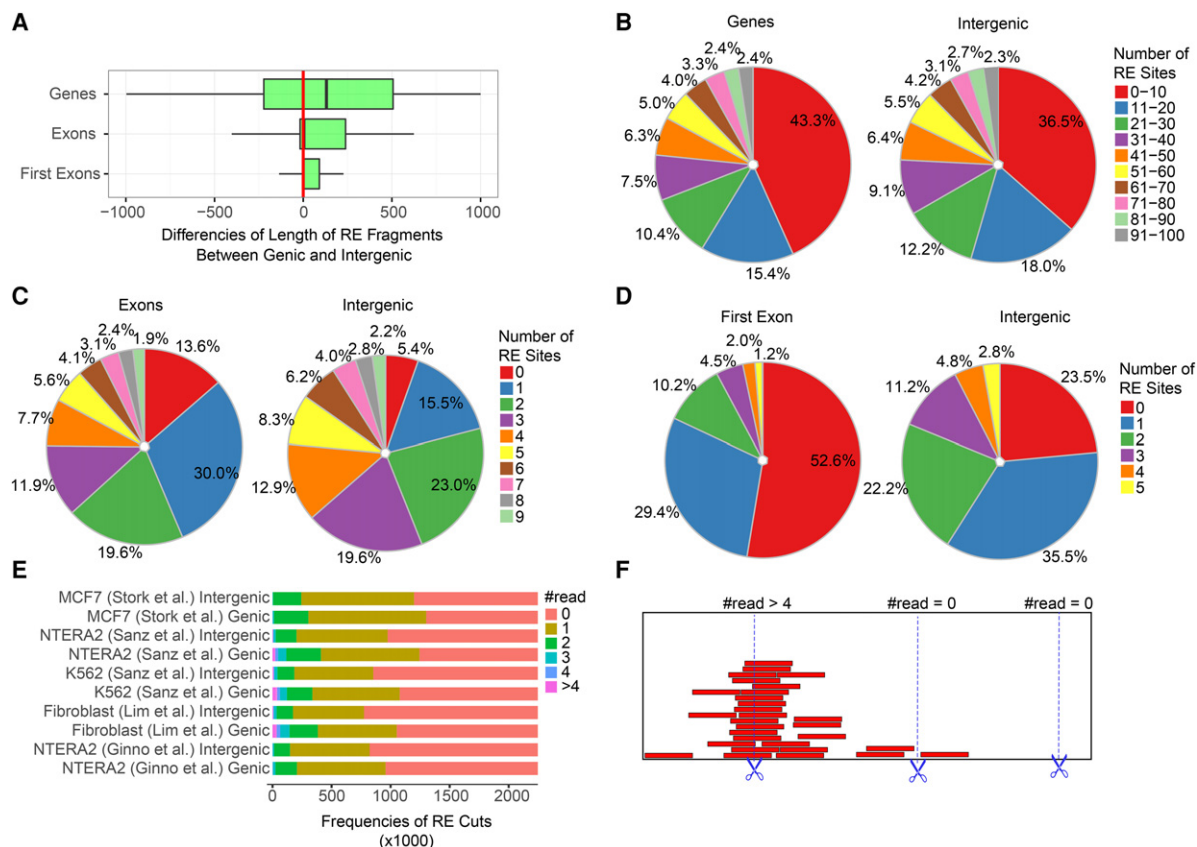 A
Genes
Exons
First Exons
−1000 −500 0 500 1000
Differencies of Length of RE Fragments
Between Genic and Intergenic
B
Genes
2.4%
2.4%
3.3%
4.0%
5.0%
6.3%
7.5%
10.4%
15.4%
43.3%
Intergenic
2.7%
2.3%
3.1%
4.2%
5.5%
6.4%
9.1%
12.2%
18.0%
36.5%
Number of
RE Sites
0−10
11−20
21−30
31−40
41−50
51−60
61−70
71−80
81−90
91−100
C
Exons
2.4%
1.9%
3.1%
4.1%
5.6%
7.7%
11.9%
19.6%
30.0%
13.6%
Intergenic
2.2%
2.8%
5.4%
4.0%
6.2%
8.3%
12.9%
19.6%
23.0%
15.5%
Number of
RE Sites
0
1
2
3
4
5
6
7
8
9
D
First Exon
2.0%
1.2%
4.5%
10.2%
29.4%
52.6%
Intergenic
2.8%
4.8%
11.2%
22.2%
35.5%
23.5%
Number of
RE Sites
0
1
2
3
4
5
E
MCF7 (Stork et al.) Intergenic
MCF7 (Stork et al.) Genic
NTERA2 (Sanz et al.) Intergenic
NTERA2 (Sanz et al.) Genic
K562 (Sanz et al.) Intergenic
K562 (Sanz et al.) Genic
Fibroblast (Lim et al.) Intergenic
Fibroblast (Lim et al.) Genic
NTERA2 (Ginno et al.) Intergenic
NTERA2 (Ginno et al.) Genic
0 500 1000 1500 2000
Frequencies of RE Cuts
(x1000)
#read
0
1
2
3
4
>4
F
#read > 4 #read = 0 #read = 0